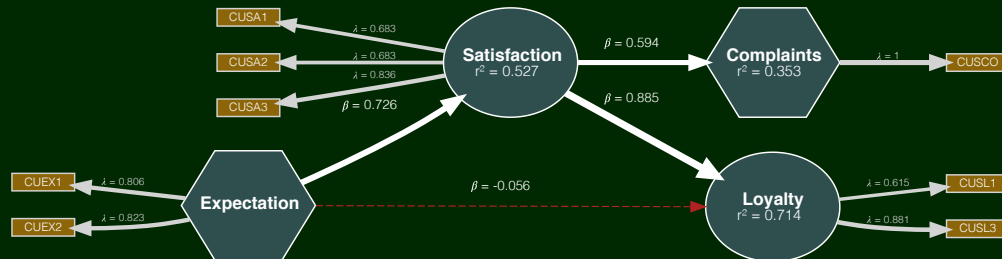 CUSA1
λ = 0.683
CUSA2
λ = 0.683
CUSA3
λ = 0.836
Satisfaction
r² = 0.527
β = 0.594
Complaints
r² = 0.353
λ = 1
CUSCO
β = 0.726
β = 0.885
CUEX1
λ = 0.806
CUEX2
λ = 0.823
Expectation
β = -0.056
Loyalty
r² = 0.714
λ = 0.615
CUSL1
λ = 0.881
CUSL3